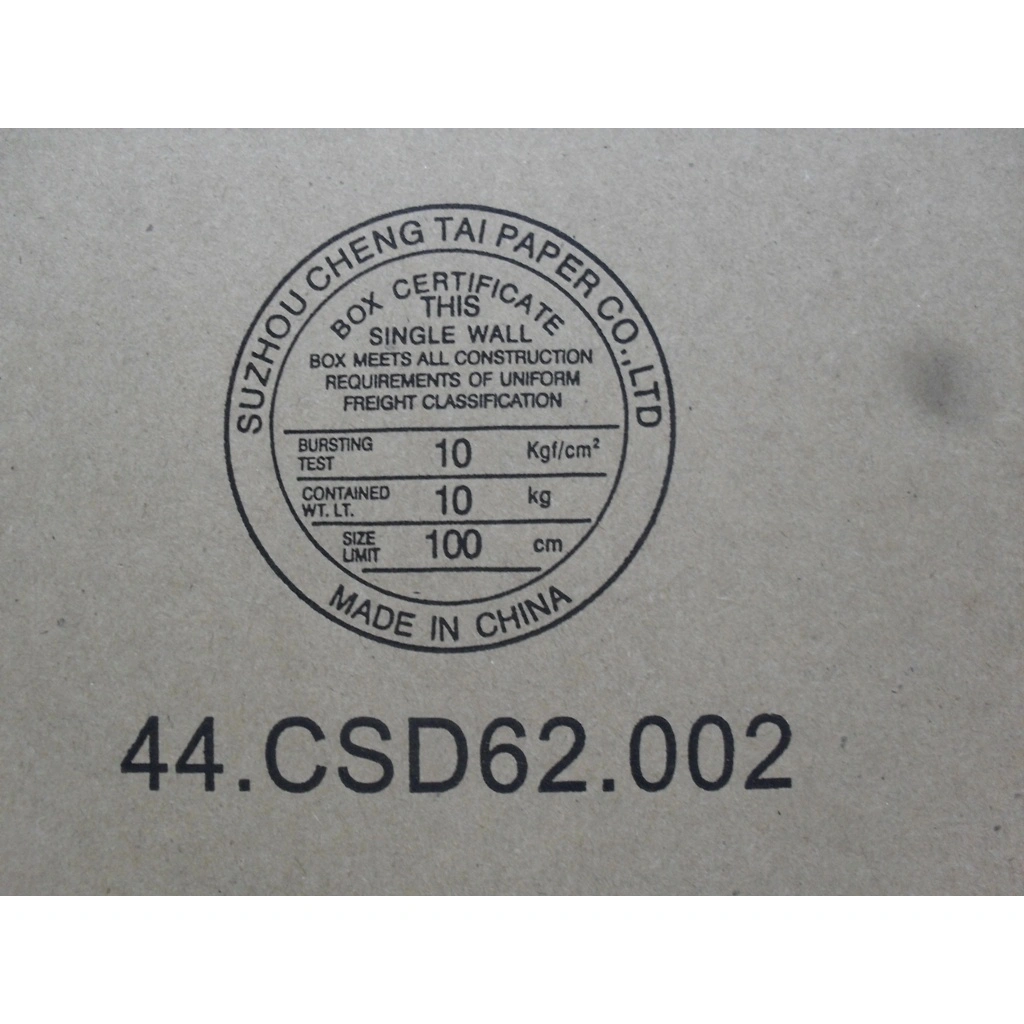 SUZHOU CHENG TAI PAPER CO.,LTD
BOX CERTIFICATE
THIS
SINGLE WALL
BOX MEETS ALL CONSTRUCTION
REQUIREMENTS OF UNIFORM
FREIGHT CLASSIFICATION
BURSTING TEST 10 Kgf/cm²
CONTAINED WT. LT. 10 kg
SIZE LIMIT 100 cm
MADE IN CHINA
44.CSD62.002